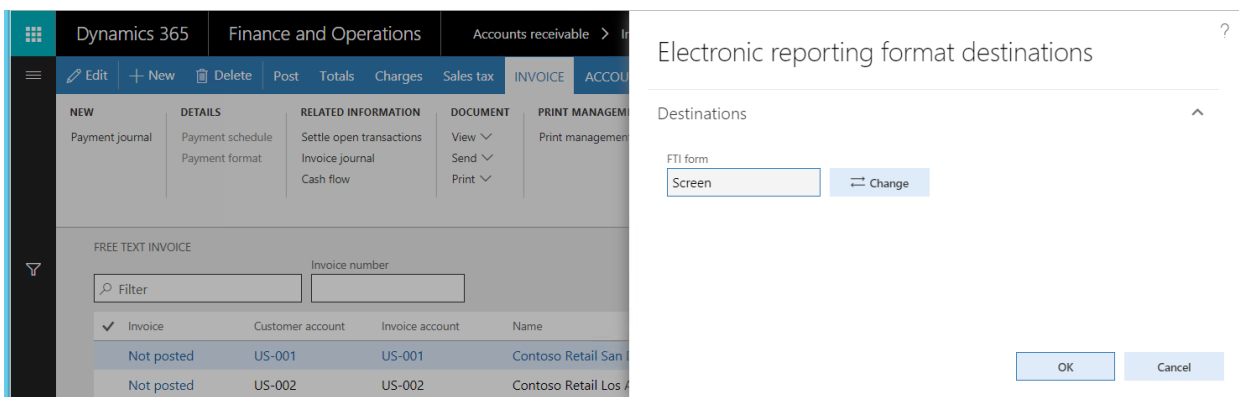 Dynamics 365 Finance and Operations Accounts receivable >
Edit New Delete Post Totals Charges Sales tax INVOICE
NEW DETAILS RELATED INFORMATION DOCUMENT PRINT
Payment journal Payment schedule Settle open transactions View Print management
Payment format Invoice journal Send
Cash flow Print
FREE TEXT INVOICE
Invoice number
Filter
Invoice Customer account Invoice account Name
Not posted US-001 US-001 Contoso Retail San
Not posted US-002 US-002 Contoso Retail Los
?
Electronic reporting format destinations
Destinations
FTI form
Screen Change
OK Cancel